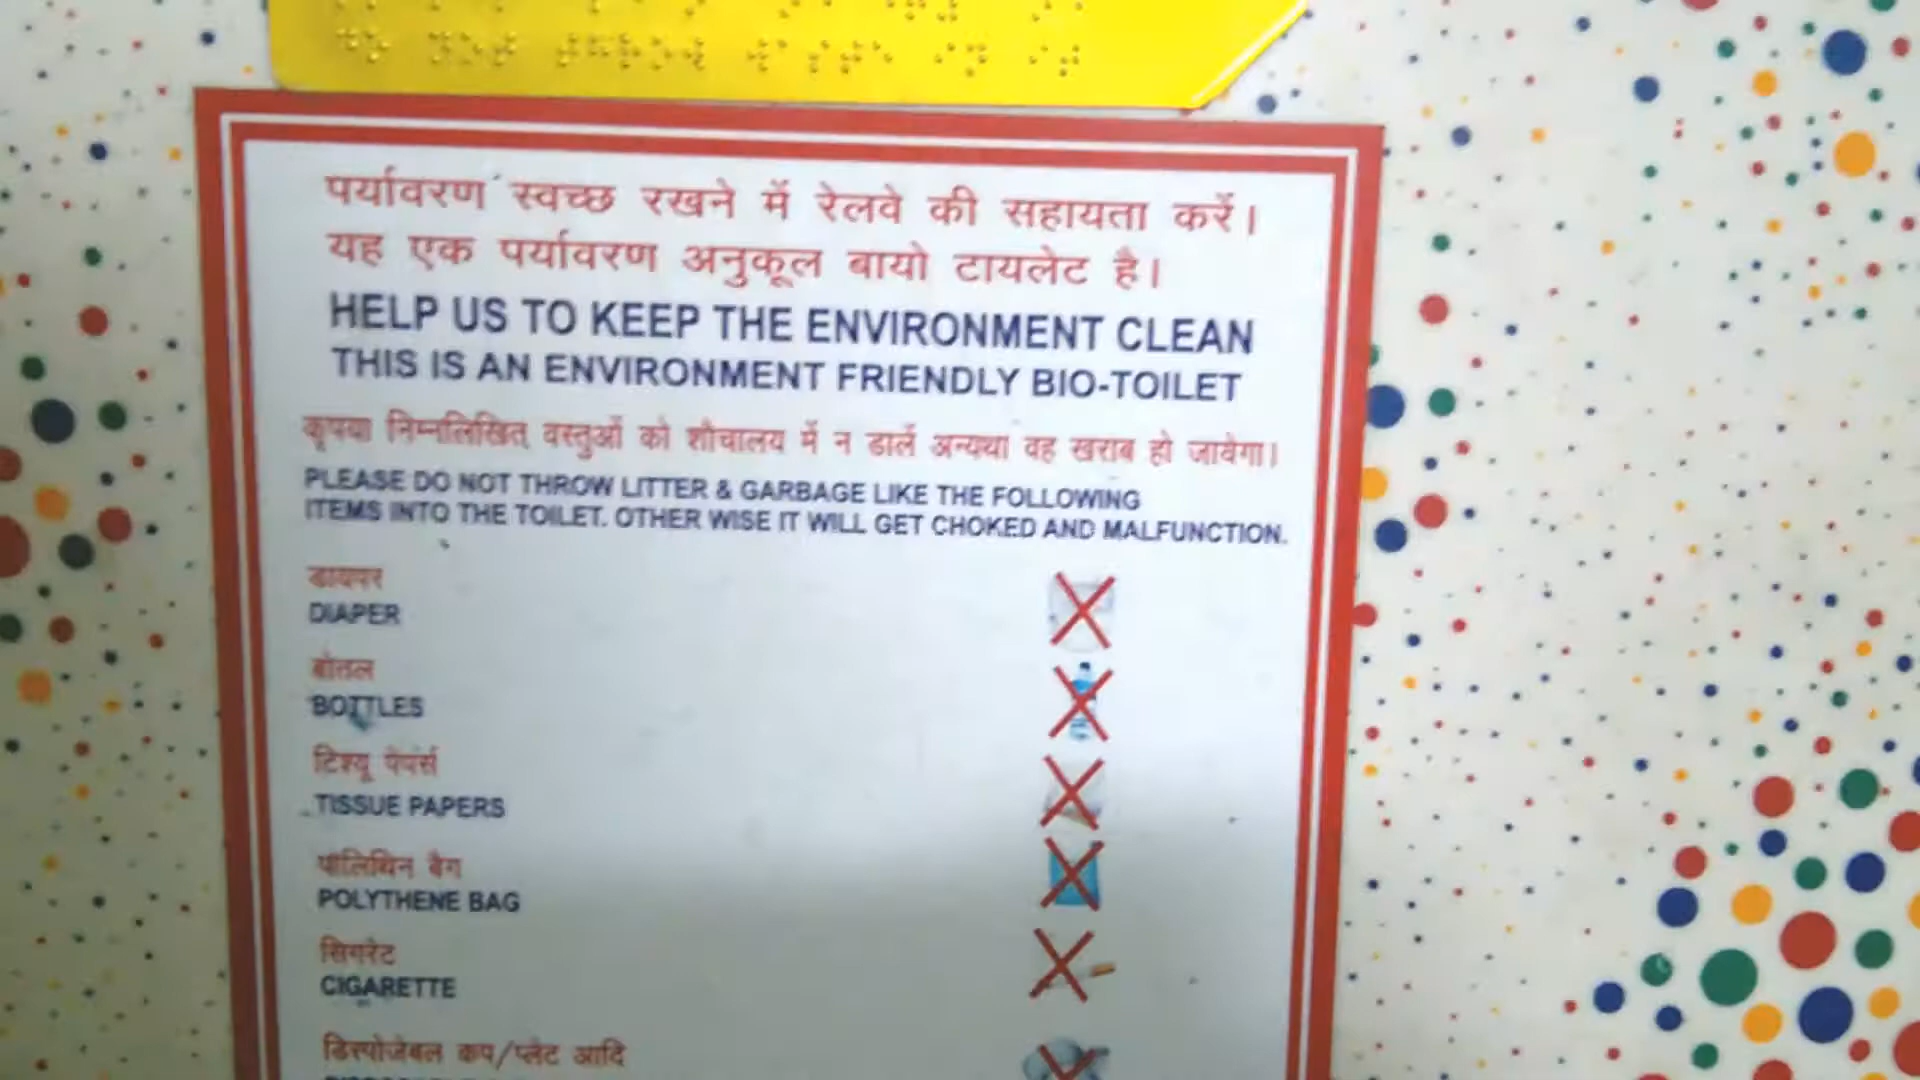 पर्यावरण स्वच्छ रखने में रेलवे की सहायता करें।
यह एक पर्यावरण अनुकूल बायो टायलेट है।
HELP US TO KEEP THE ENVIRONMENT CLEAN
THIS IS AN ENVIRONMENT FRIENDLY BIO-TOILET
कृपया निम्नलिखित् वस्तुओं को शौचालय में न डालें अन्यथा वह खराब हो जावेगा।
PLEASE DO NOT THROW LITTER & GARBAGE LIKE THE FOLLOWING
ITEMS INTO THE TOILET. OTHER WISE IT WILL GET CHOKED AND MALFUNCTION.
डायपर
DIAPER
बोतल
BOTTLES
टिश्यू पेपर्स
TISSUE PAPERS
पॉलिथिन बैग
POLYTHENE BAG
सिगरेट
CIGARETTE
डिस्पोजेबल कप/प्लेट आदि